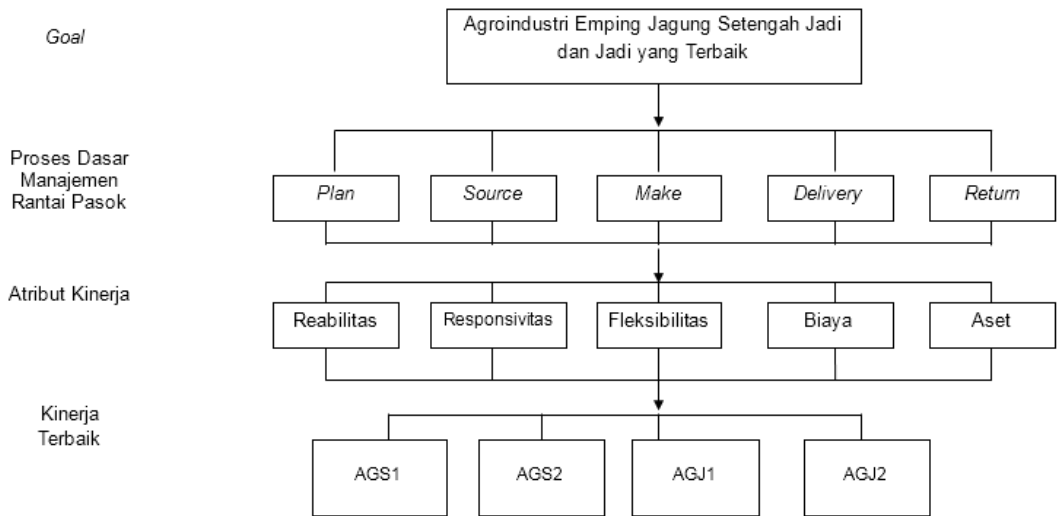 Goal
Agroindustri Emping Jagung Setengah Jadi
dan Jadi yang Terbaik
Proses Dasar
Manajemen
Rantai Pasok
Plan
Source
Make
Delivery
Return
Atribut Kinerja
Reabilitas
Responsivitas
Fleksibilitas
Biaya
Aset
Kinerja
Terbaik
AGS1
AGS2
AGJ1
AGJ2